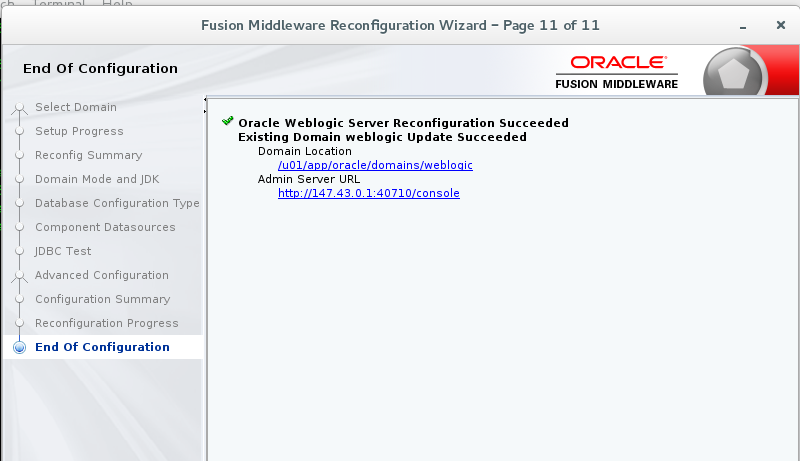 Terminal Help
Fusion Middleware Reconfiguration Wizard – Page 11 of 11
End Of Configuration
ORACLE
FUSION MIDDLEWARE
Select Domain
Setup Progress
Reconfig Summary
Domain Mode and JDK
Database Configuration Type
Component Datasources
JDBC Test
Advanced Configuration
Configuration Summary
Reconfiguration Progress
End Of Configuration
Oracle Weblogic Server Reconfiguration Succeeded
Existing Domain weblogic Update Succeeded
Domain Location
/u01/app/oracle/domains/weblogic
Admin Server URL
http://147.43.0.1:40710/console